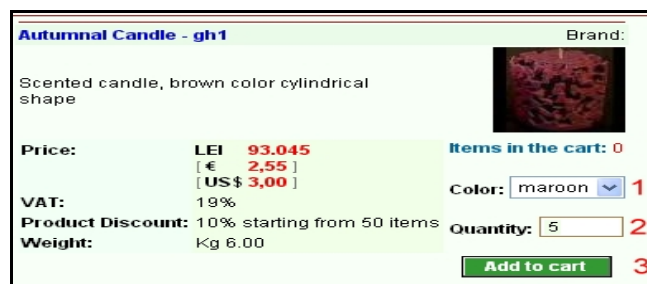 Autumnal Candle - gh1 Brand:
Scented candle, brown color cylindrical
shape
Items in the cart: 0
Price: LEI 93.045
[ € 2,55 ]
[ US$ 3,00 ]
Color: maroon 1
VAT: 19%
Product Discount: 10% starting from 50 items
Quantity: 5 2
Weight: Kg 6.00
Add to cart 3